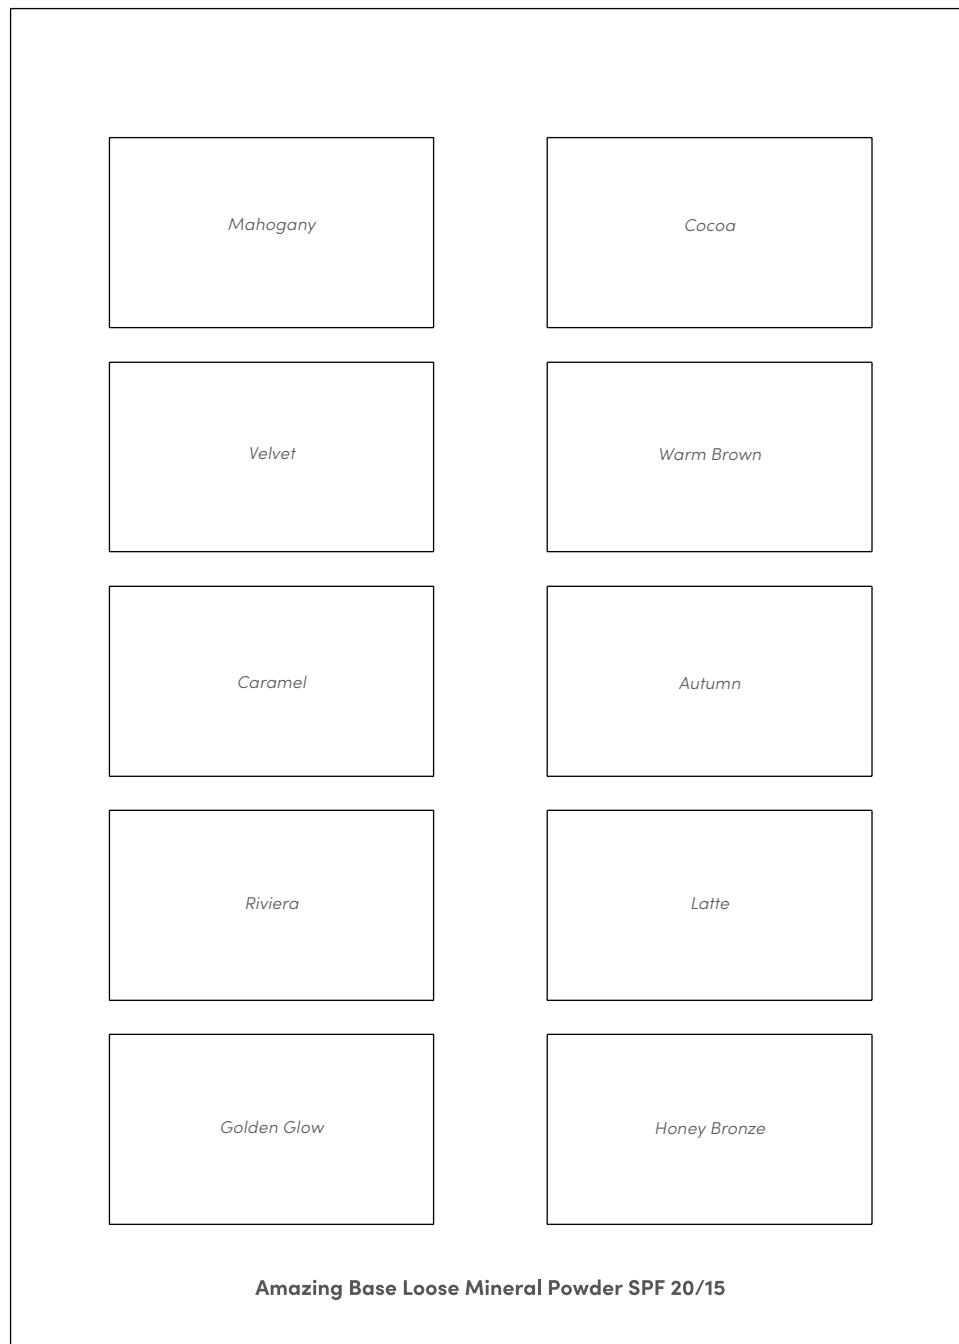 Mahogany
Cocoa
Velvet
Warm Brown
Caramel
Autumn
Riviera
Latte
Golden Glow
Honey Bronze
Amazing Base Loose Mineral Powder SPF 20/15